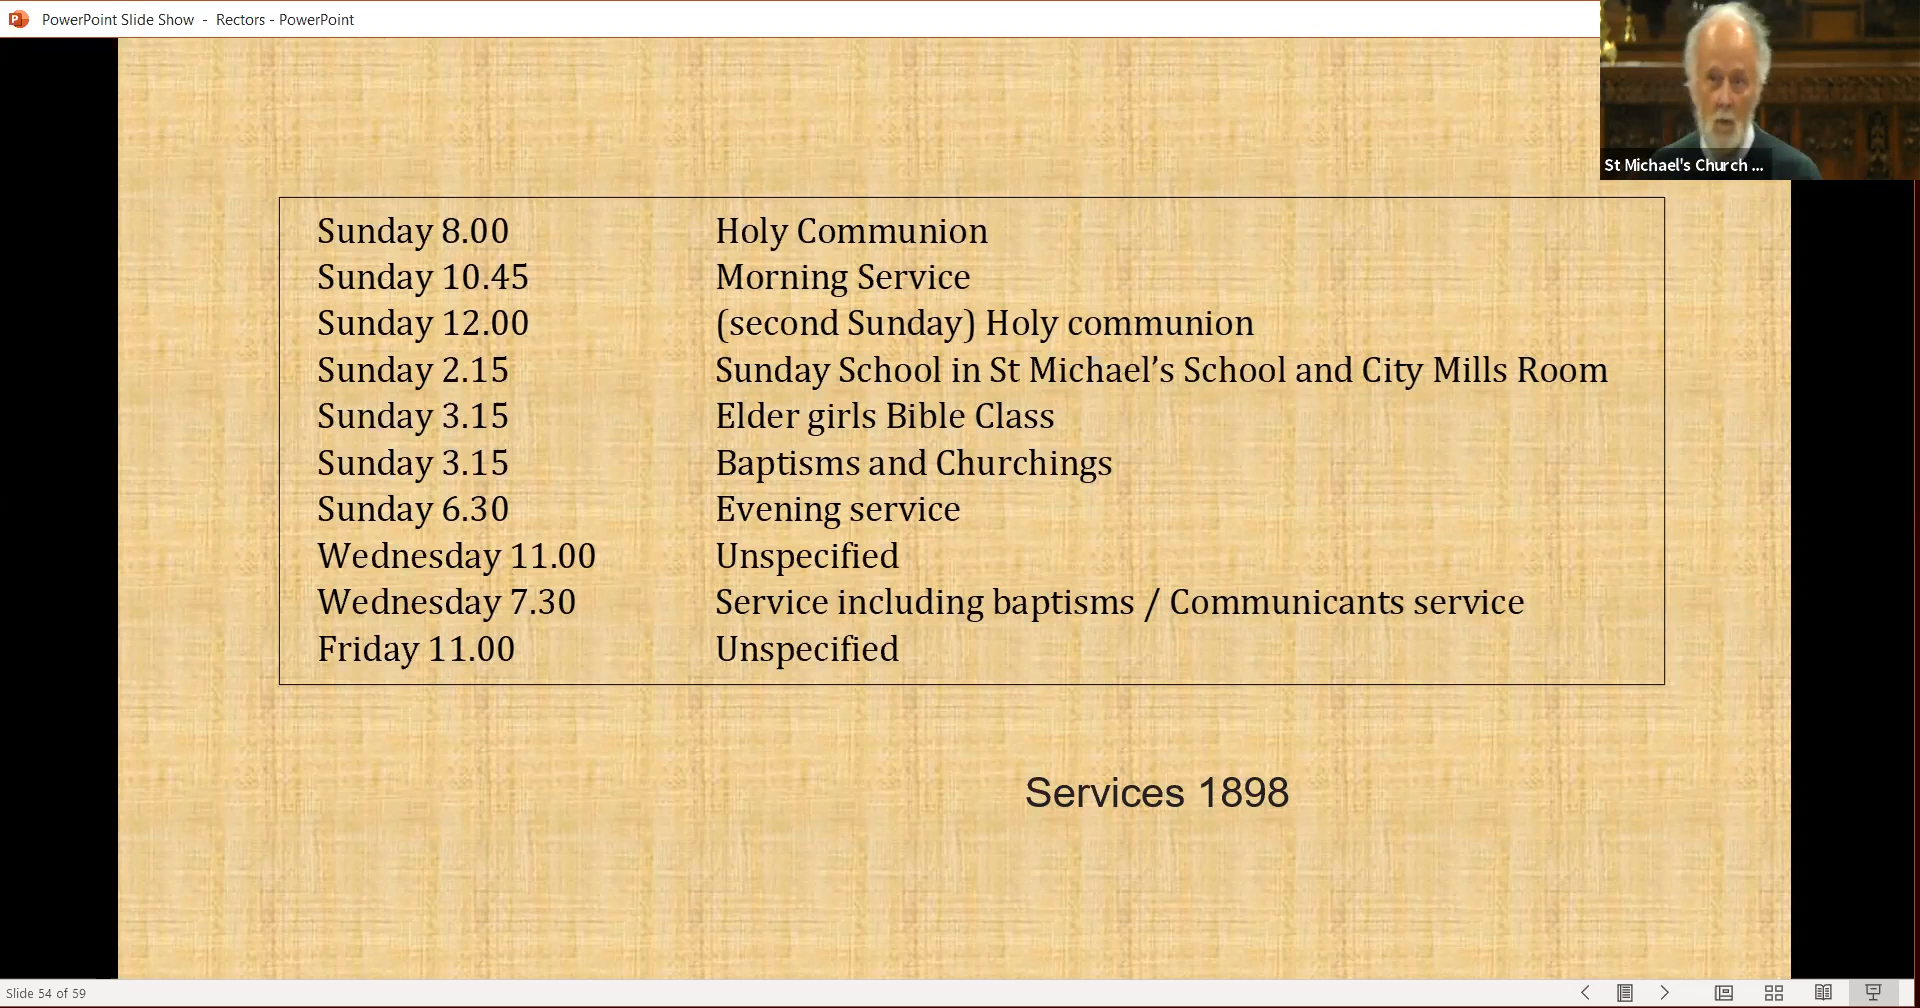 PowerPoint Slide Show - Rectors - PowerPoint
St Michael's Church ...
Sunday 8.00 Holy Communion
Sunday 10.45 Morning Service
Sunday 12.00 (second Sunday) Holy communion
Sunday 2.15 Sunday School in St Michael’s School and City Mills Room
Sunday 3.15 Elder girls Bible Class
Sunday 3.15 Baptisms and Churchings
Sunday 6.30 Evening service
Wednesday 11.00 Unspecified
Wednesday 7.30 Service including baptisms / Communicants service
Friday 11.00 Unspecified
Services 1898
Slide 54 of 59